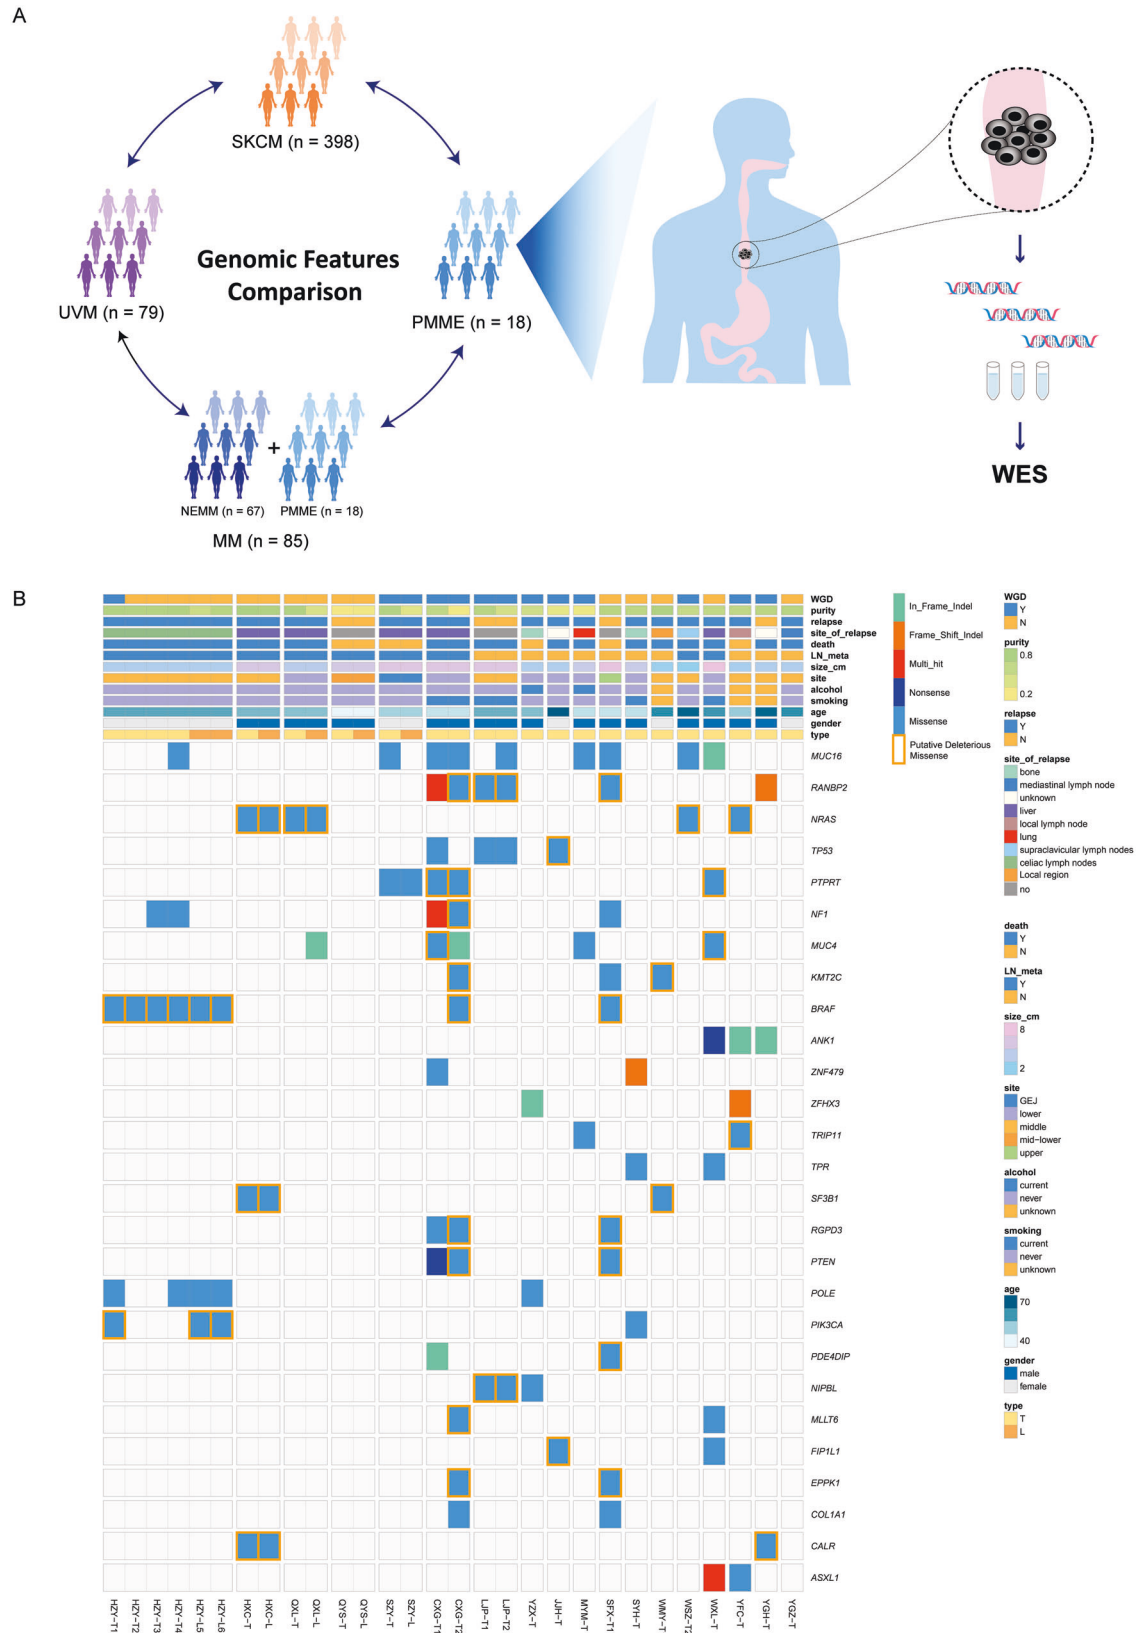 A
SKCM (n = 398)
UVM (n = 79)
Genomic Features
Comparison
PMME (n = 18)
NEMM (n = 67)
+
PMME (n = 18)
MM (n = 85)
WES
B
WGD
purity
relapse
site_of_relapse
death
LN_meta
size_cm
site
alcohol
smoking
age
gender
type
MUC16
RANBP2
NRAS
TP53
PTPRT
NF1
MUC4
KMT2C
BRAF
ANK1
ZNF479
ZFHX3
TRIP11
TPR
SF3B1
RGPD3
PTEN
POLE
PIK3CA
PDE4DIP
NIPBL
MLLT6
FIP1L1
EPPK1
COL1A1
CALR
ASXL1
HZY-T1
HZY-T2
HZY-T3
HZY-T4
HZY-L5
HZY-L6
HXC-T
HXC-L
QXL-T
QXL-L
QYS-T
QYS-L
SZY-T
SZY-L
CXG-T1
CXG-T2
LJP-T1
LJP-T2
YZX-T
JJH-T
MYM-T
SFX-T1
SYH-T
WMY-T
WSZ-T2
WXL-T
YFC-T
YGH-T
YGZ-T
In_Frame_Indel
Frame_Shift_Indel
Multi_hit
Nonsense
Missense
Putative Deleterious
Missense
WGD
Y
N
purity
0.8
0.2
relapse
Y
N
site_of_relapse
bone
mediastinal lymph node
unknown
liver
local lymph node
lung
supraclavicular lymph nodes
celiac lymph nodes
Local region
no
death
Y
N
LN_meta
Y
N
size_cm
8
2
site
GEJ
lower
middle
mid-lower
upper
alcohol
current
never
unknown
smoking
current
never
unknown
age
70
40
gender
male
female
type
T
L